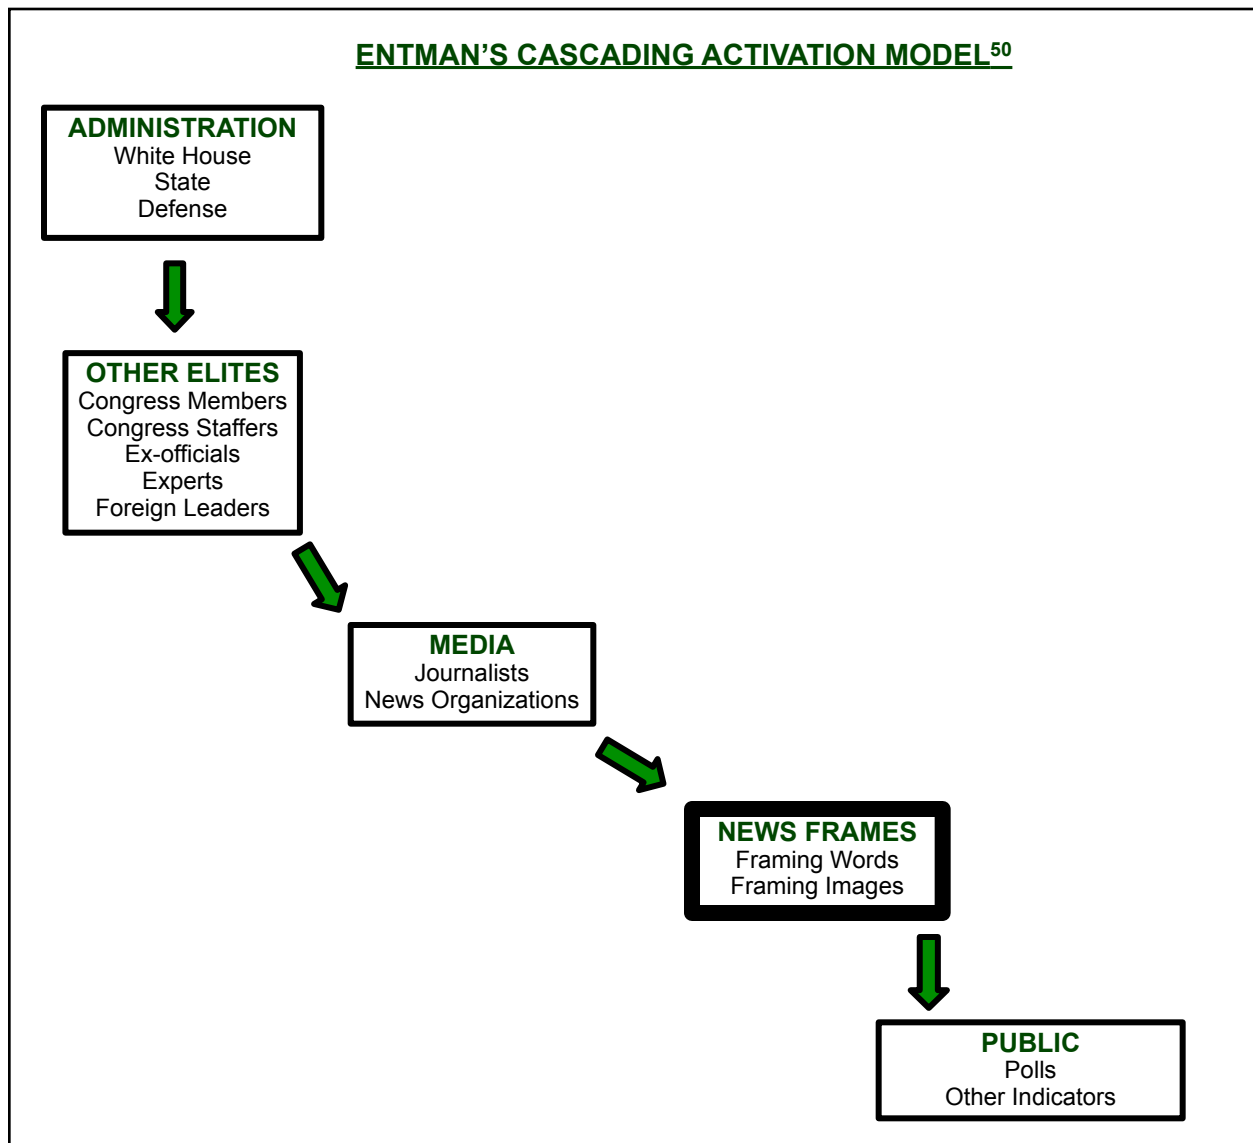 ENTMAN’S CASCADING ACTIVATION MODEL50
ADMINISTRATION
White House
State
Defense
OTHER ELITES
Congress Members
Congress Staffers
Ex-officials
Experts
Foreign Leaders
MEDIA
Journalists
News Organizations
NEWS FRAMES
Framing Words
Framing Images
PUBLIC
Polls
Other Indicators